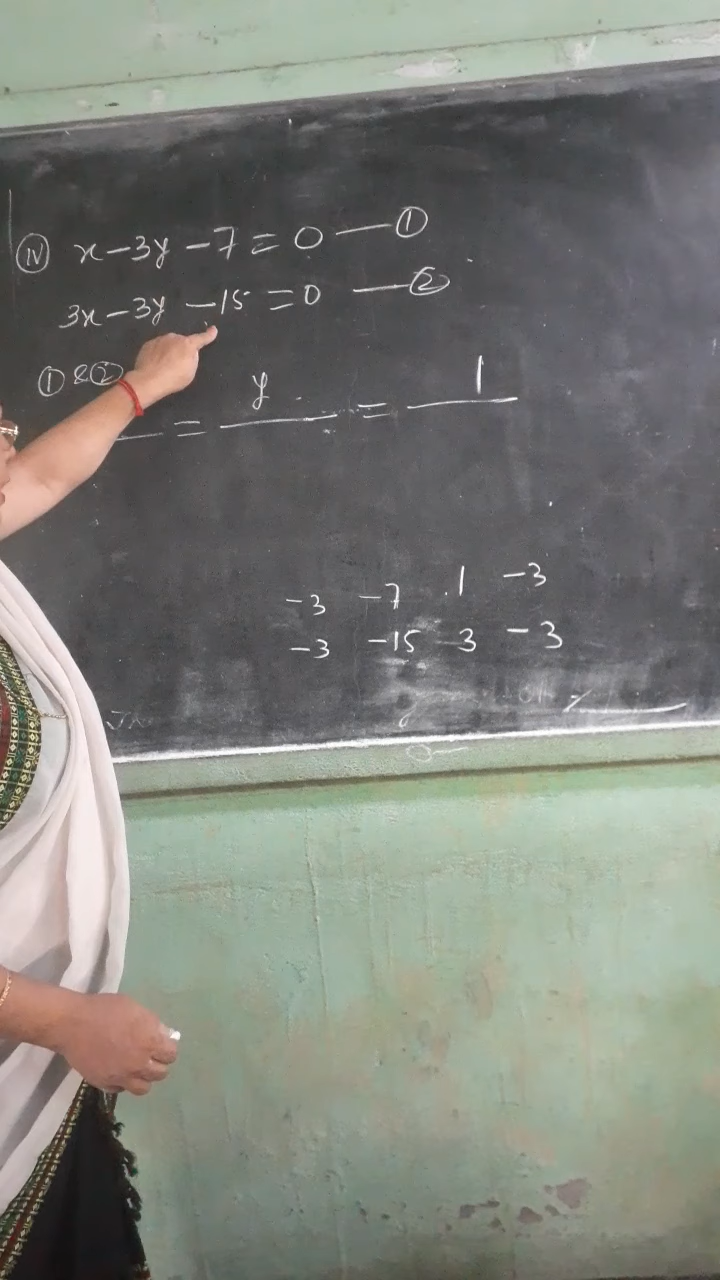 (iv) x-3y-7=0 —①
3x-3y-15=0 —②
① & ②
— = y/— = 1/—
-3 -7 1 -3
-3 -15 3 -3